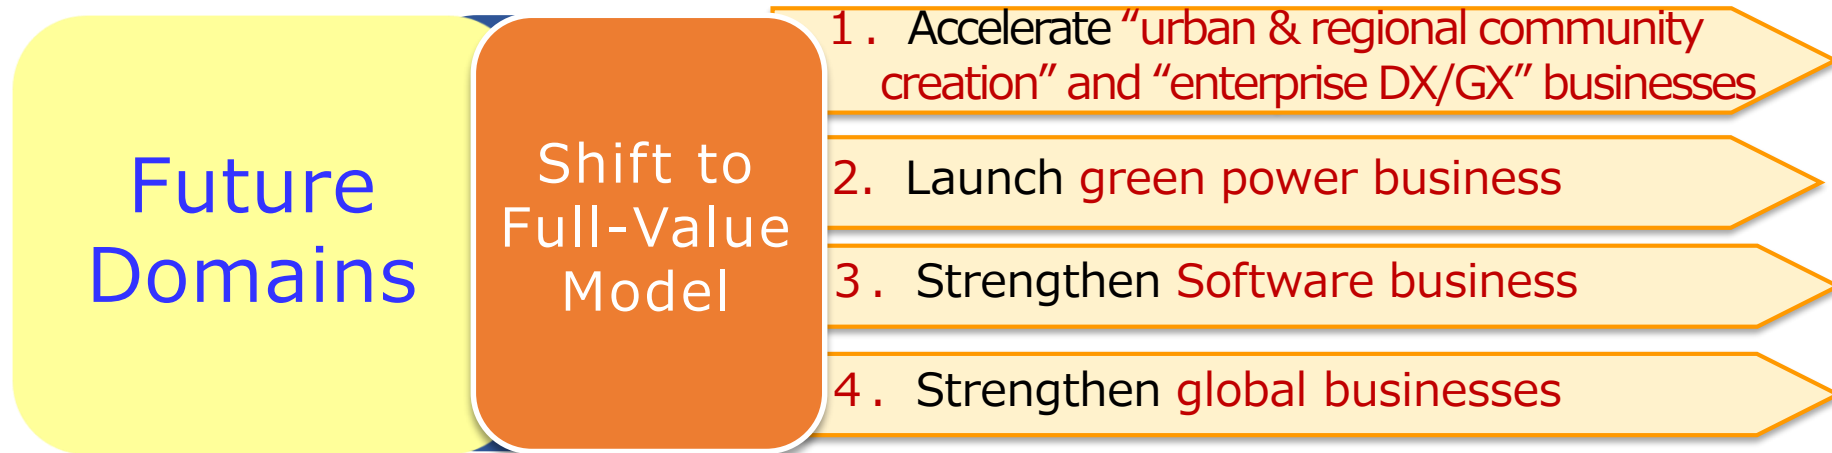 Future
Domains
Shift to
Full-Value
Model
1. Accelerate “urban & regional community
creation” and “enterprise DX/GX” businesses
2. Launch green power business
3. Strengthen Software business
4. Strengthen global businesses